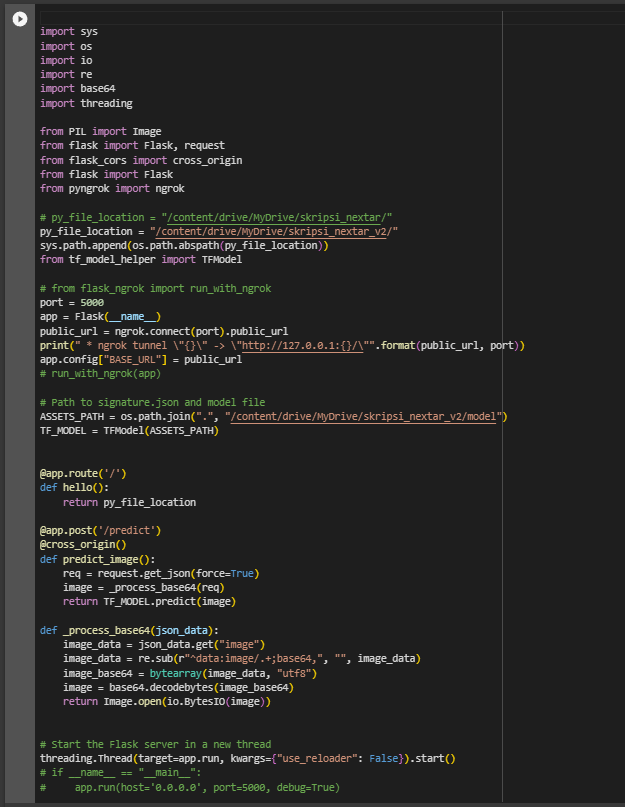 import sys
import os
import io
import re
import base64
import threading

from PIL import Image
from flask import Flask, request
from flask_cors import cross_origin
from flask import Flask
from pyngrok import ngrok

# py_file_location = "/content/drive/MyDrive/skripsi_nextar/"
py_file_location = "/content/drive/MyDrive/skripsi_nextar_v2/"
sys.path.append(os.path.abspath(py_file_location))
from tf_model_helper import TFModel

# from flask_ngrok import run_with_ngrok
port = 5000
app = Flask(__name__)
public_url = ngrok.connect(port).public_url
print(" * ngrok tunnel \"{}\" -> \"http://127.0.0.1:{}/\"".format(public_url, port))
app.config["BASE_URL"] = public_url
# run_with_ngrok(app)

# Path to signature.json and model file
ASSETS_PATH = os.path.join(".", "/content/drive/MyDrive/skripsi_nextar_v2/model")
TF_MODEL = TFModel(ASSETS_PATH)


@app.route('/')
def hello():
    return py_file_location

@app.post('/predict')
@cross_origin()
def predict_image():
    req = request.get_json(force=True)
    image = _process_base64(req)
    return TF_MODEL.predict(image)

def _process_base64(json_data):
    image_data = json_data.get("image")
    image_data = re.sub(r"^data:image/.+;base64,", "", image_data)
    image_base64 = bytearray(image_data, "utf8")
    image = base64.decodebytes(image_base64)
    return Image.open(io.BytesIO(image))


# Start the Flask server in a new thread
threading.Thread(target=app.run, kwargs={"use_reloader": False}).start()
# if __name__ == "__main__":
#     app.run(host='0.0.0.0', port=5000, debug=True)